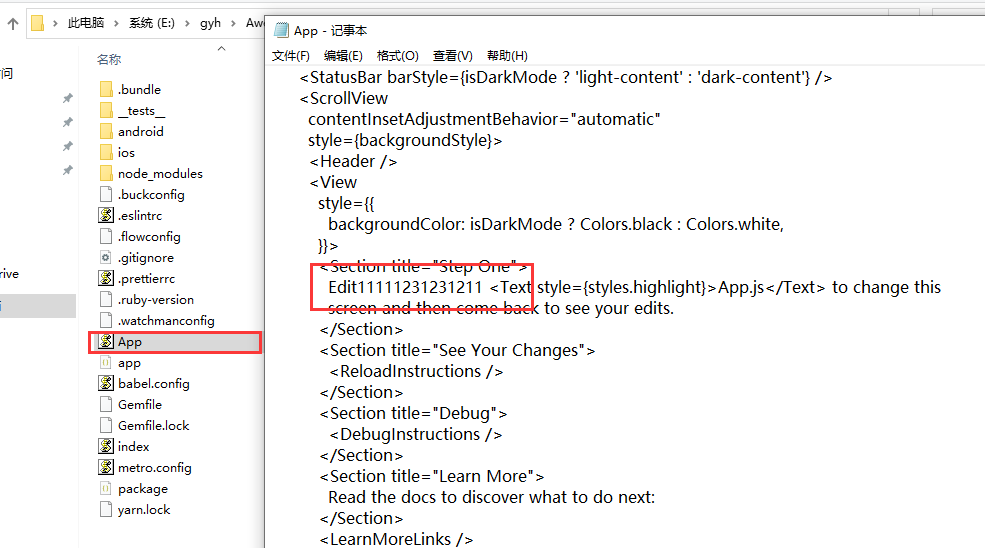 此电脑 › 系统 (E:) › gyh › Aw
App - 记事本
文件(F) 编辑(E) 格式(O) 查看(V) 帮助(H)
问
rive
名称
.bundle
__tests__
android
ios
node_modules
.buckconfig
.eslintrc
.flowconfig
.gitignore
.prettierrc
.ruby-version
.watchmanconfig
App
app
babel.config
Gemfile
Gemfile.lock
index
metro.config
package
yarn.lock
<StatusBar barStyle={isDarkMode ? 'light-content' : 'dark-content'} />
<ScrollView
contentInsetAdjustmentBehavior="automatic"
style={backgroundStyle}>
<Header />
<View
style={{
backgroundColor: isDarkMode ? Colors.black : Colors.white,
}}>
<Section title="Step One">
Edit11111231231211 <Text style={styles.highlight}>App.js</Text> to change this
screen and then come back to see your edits.
</Section>
<Section title="See Your Changes">
<ReloadInstructions />
</Section>
<Section title="Debug">
<DebugInstructions />
</Section>
<Section title="Learn More">
Read the docs to discover what to do next:
</Section>
<LearnMoreLinks />